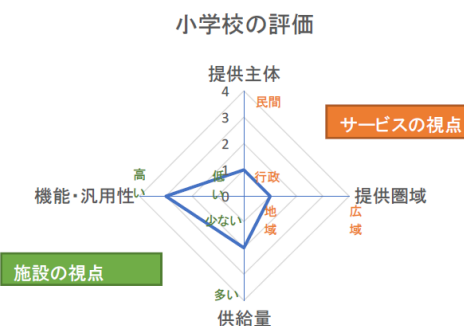 小学校の評価
提供主体
4
民間
3
サービスの視点
2
1
行政
高い
低い
機能・汎用性
0
提供圏域
地域
広域
少ない
施設の視点
多い
供給量